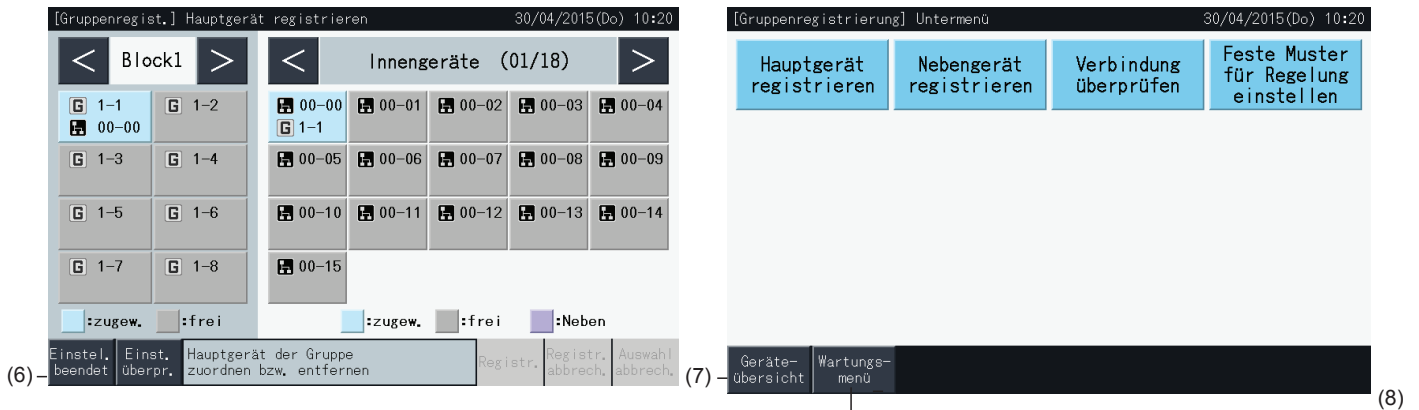 [Gruppenregist.] Hauptgerät registrieren 30/04/2015(Do) 10:20
< Block1 > < Innengeräte (01/18) >
G 1-1 G 1-2
00-00
G 1-3 G 1-4
G 1-5 G 1-6
G 1-7 G 1-8
00-00 00-01 00-02 00-03 00-04
G 1-1
00-05 00-06 00-07 00-08 00-09
00-10 00-11 00-12 00-13 00-14
00-15
:zugew. :frei :zugew. :frei :Neben
(6)
Einstel.
beendet
Einst.
überpr.
Hauptgerät der Gruppe
zuordnen bzw. entfernen
Registr.
Registr.
abbrech.
Auswahl
abbrech.
[Gruppenregistrierung] Untermenü 30/04/2015(Do) 10:20
Hauptgerät
registrieren
Nebengerät
registrieren
Verbindung
überprüfen
Feste Muster
für Regelung
einstellen
(7)
Geräte-
übersicht
Wartungs-
menü
(8)